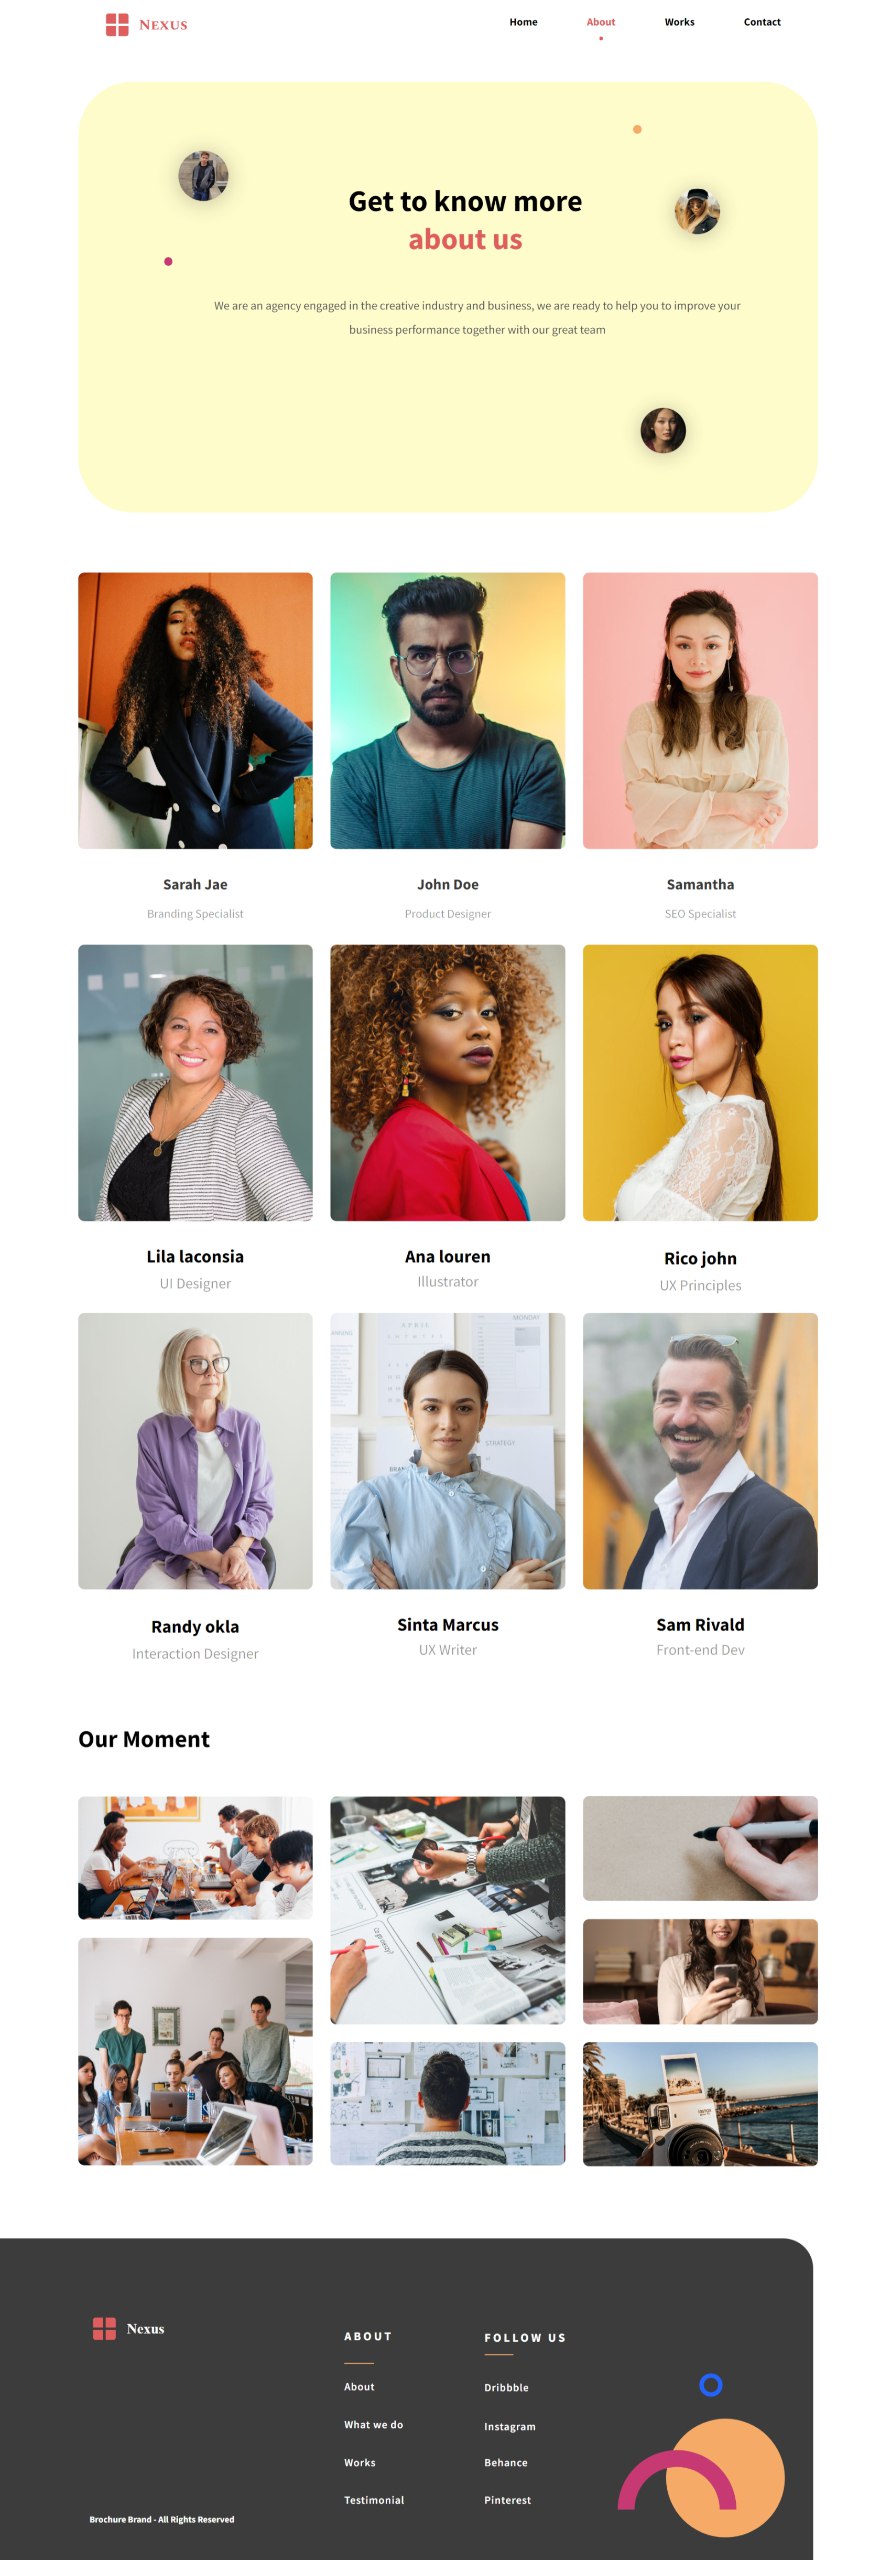 Nexus
Home
About
Works
Contact
Get to know more
about us
We are an agency engaged in the creative industry and business, we are ready to help you to improve your
business performance together with our great team
Sarah Jae
Branding Specialist
John Doe
Product Designer
Samantha
SEO Specialist
Lila laconsia
UI Designer
Ana louren
Illustrator
Rico john
UX Principles
APRIL
MONDAY
STRATEGY
Randy okla
Interaction Designer
Sinta Marcus
UX Writer
Sam Rivald
Front-end Dev
Our Moment
Nexus
ABOUT
About
What we do
Works
Testimonial
FOLLOW US
Dribbble
Instagram
Behance
Pinterest
Brochure Brand - All Rights Reserved